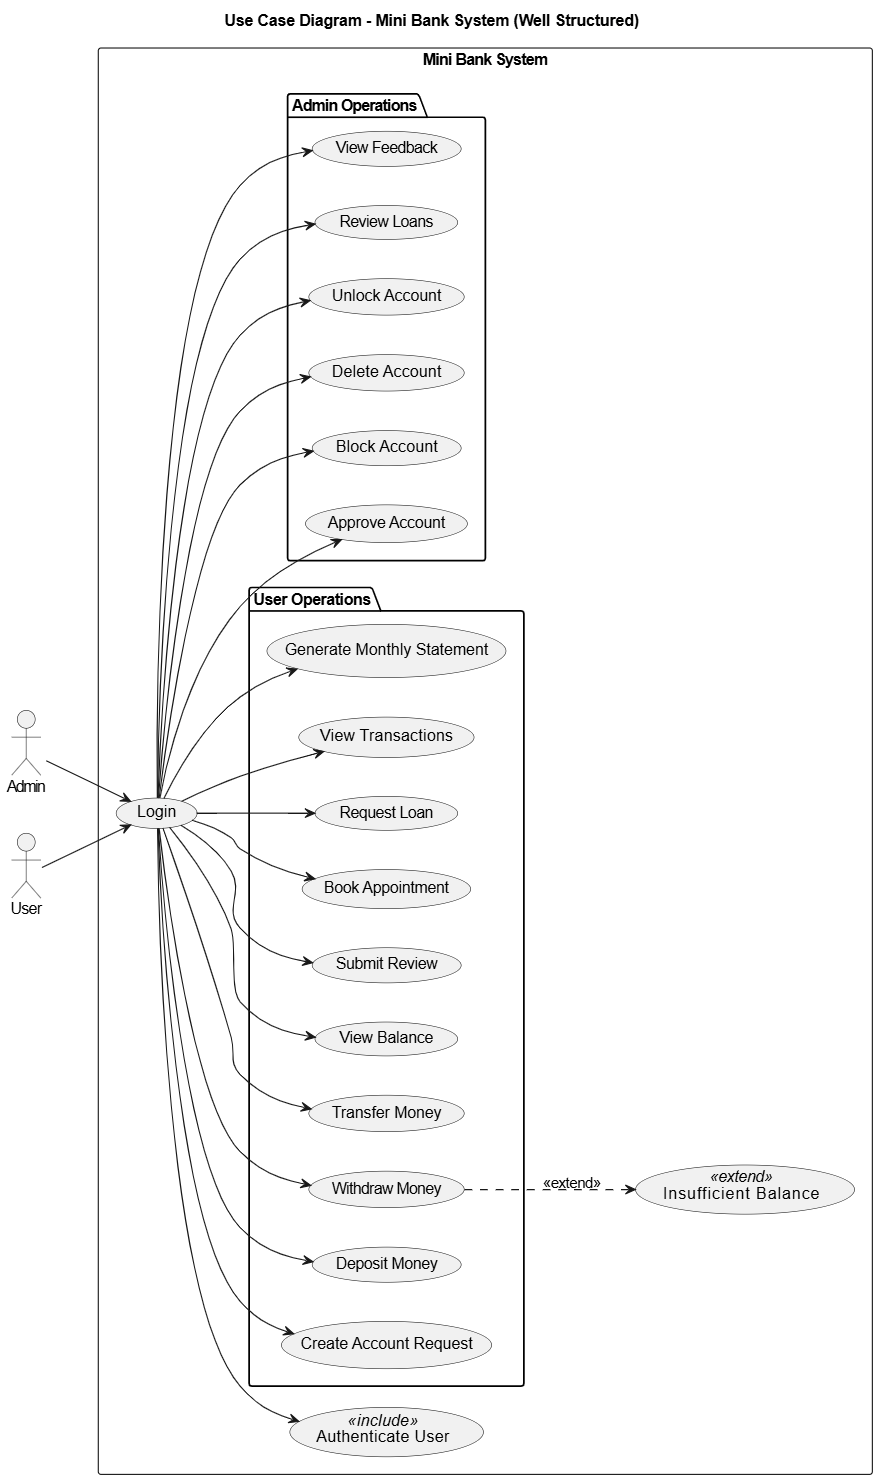 Use Case Diagram - Mini Bank System (Well Structured)
Mini Bank System
Admin Operations
View Feedback
Review Loans
Unlock Account
Delete Account
Block Account
Approve Account
User Operations
Generate Monthly Statement
View Transactions
Admin
Login
Request Loan
User
Book Appointment
Submit Review
View Balance
Transfer Money
Withdraw Money
«extend»
«extend»
Insufficient Balance
Deposit Money
Create Account Request
«include»
Authenticate User